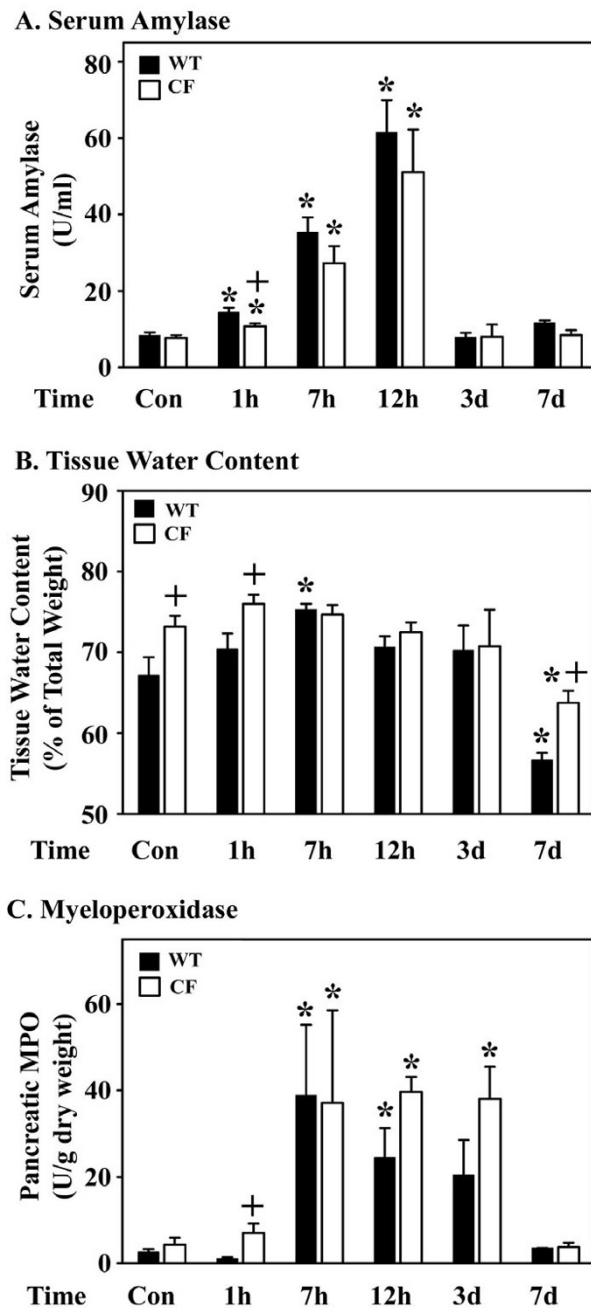 A. Serum Amylase
80
60
40
20
0
Serum Amylase
(U/ml)
WT
CF
*
*
*
*
+
*
*
Time Con 1h 7h 12h 3d 7d
B. Tissue Water Content
90
80
70
60
50
Tissue Water Content
(% of Total Weight)
WT
CF
+
+
*
* +
*
Time Con 1h 7h 12h 3d 7d
C. Myeloperoxidase
60
40
20
0
Pancreatic MPO
(U/g dry weight)
WT
CF
*
*
*
*
*
+
Time Con 1h 7h 12h 3d 7d